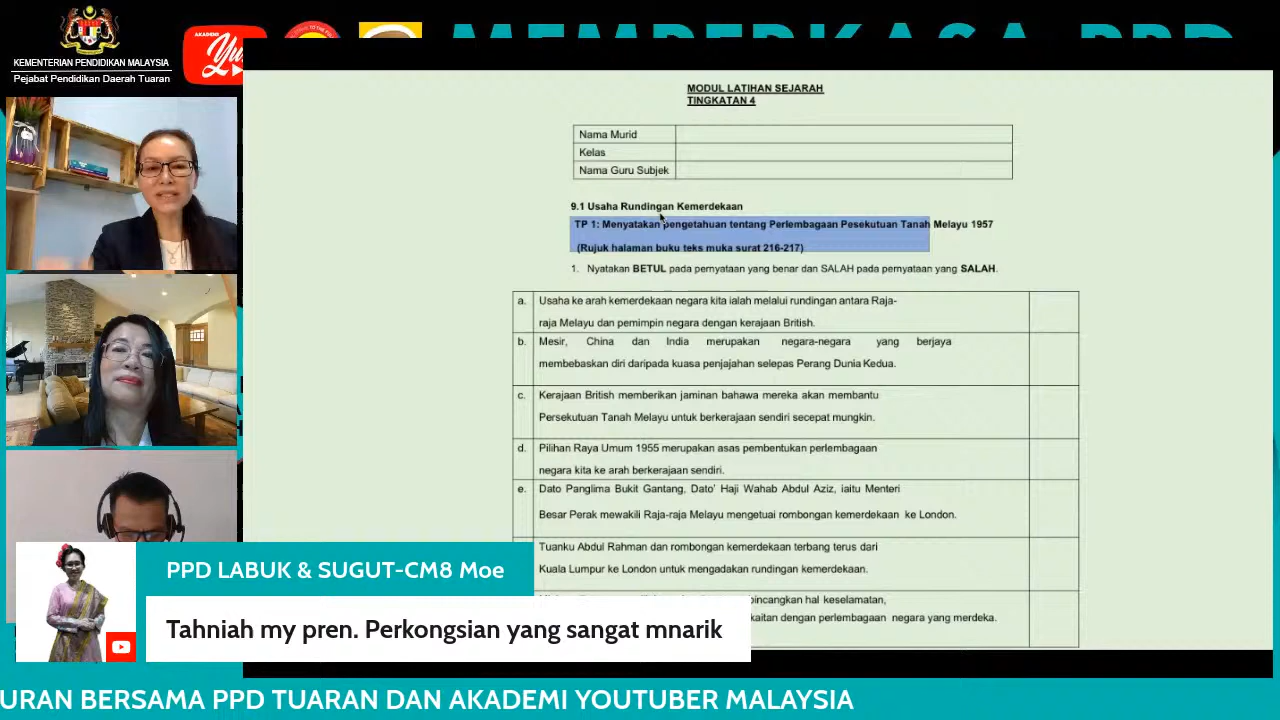 MEMPERKASA PPD
KEMENTERIAN PENDIDIKAN MALAYSIA
Pejabat Pendidikan Daerah Tuaran
AKADEMI
MODUL LATIHAN SEJARAH
TINGKATAN 4
Nama Murid
Kelas
Nama Guru Subjek
9.1 Usaha Rundingan Kemerdekaan
TP 1: Menyatakan pengetahuan tentang Perlembagaan Pesekutuan Tanah Melayu 1957
(Rujuk halaman buku teks muka surat 216-217)
1. Nyatakan BETUL pada pernyataan yang benar dan SALAH pada pernyataan yang SALAH.
a. Usaha ke arah kemerdekaan negara kita ialah melalui rundingan antara Raja-
raja Melayu dan pemimpin negara dengan kerajaan British.
b. Mesir, China dan India merupakan negara-negara yang berjaya
membebaskan diri daripada kuasa penjajahan selepas Perang Dunia Kedua.
c. Kerajaan British memberikan jaminan bahawa mereka akan membantu
Persekutuan Tanah Melayu untuk berkerajaan sendiri secepat mungkin.
d. Pilihan Raya Umum 1955 merupakan asas pembentukan perlembagaan
negara kita ke arah berkerajaan sendiri.
e. Dato Panglima Bukit Gantang, Dato' Haji Wahab Abdul Aziz, iaitu Menteri
Besar Perak mewakili Raja-raja Melayu mengetuai rombongan kemerdekaan ke London.
Tuanku Abdul Rahman dan rombongan kemerdekaan terbang terus dari
Kuala Lumpur ke London untuk mengadakan rundingan kemerdekaan.
bincangkan hal keselamatan,
kaitan dengan perlembagaan negara yang merdeka.
PPD LABUK & SUGUT-CM8 Moe
Tahniah my pren. Perkongsian yang sangat mnarik
URAN BERSAMA PPD TUARAN DAN AKADEMI YOUTUBER MALAYSIA